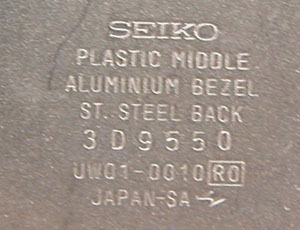 SEIKO
PLASTIC MIDDLE
ALUMINIUM BEZEL
ST. STEEL BACK
3D9550
UW01-0010 RO
JAPAN-SA